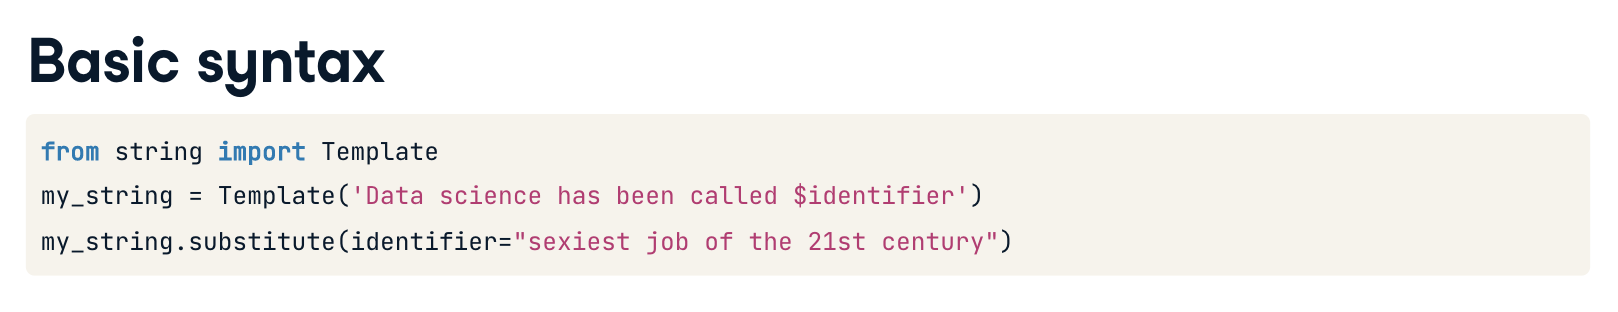 Basic syntax
from string import Template
my_string = Template('Data science has been called $identifier')
my_string.substitute(identifier="sexiest job of the 21st century")